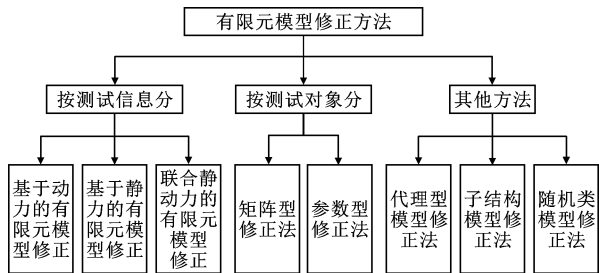 有限元模型修正方法
按测试信息分
按测试对象分
其他方法
基于动
力的有
限元模
型修正
基于静
力的有
限元模
型修正
联合静
动力的
有限元
模型
修正
矩阵型
修正法
参数型
修正法
代理型
模型修
正法
子结构
模型修
正法
随机类
模型修
正法